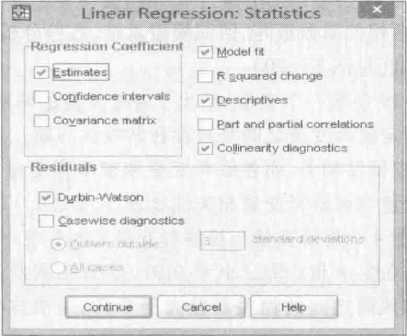 Linear Regression: Statistics
Regression Coefficient
Estimates
Confidence intervals
Covariance matrix
Model fit
R squared change
Descriptives
Part and partial correlations
Collinearity diagnostics
Residuals
Durbin-Watson
Casewise diagnostics
Outliers outside: 3 standard deviations
All cases
Continue Cancel Help